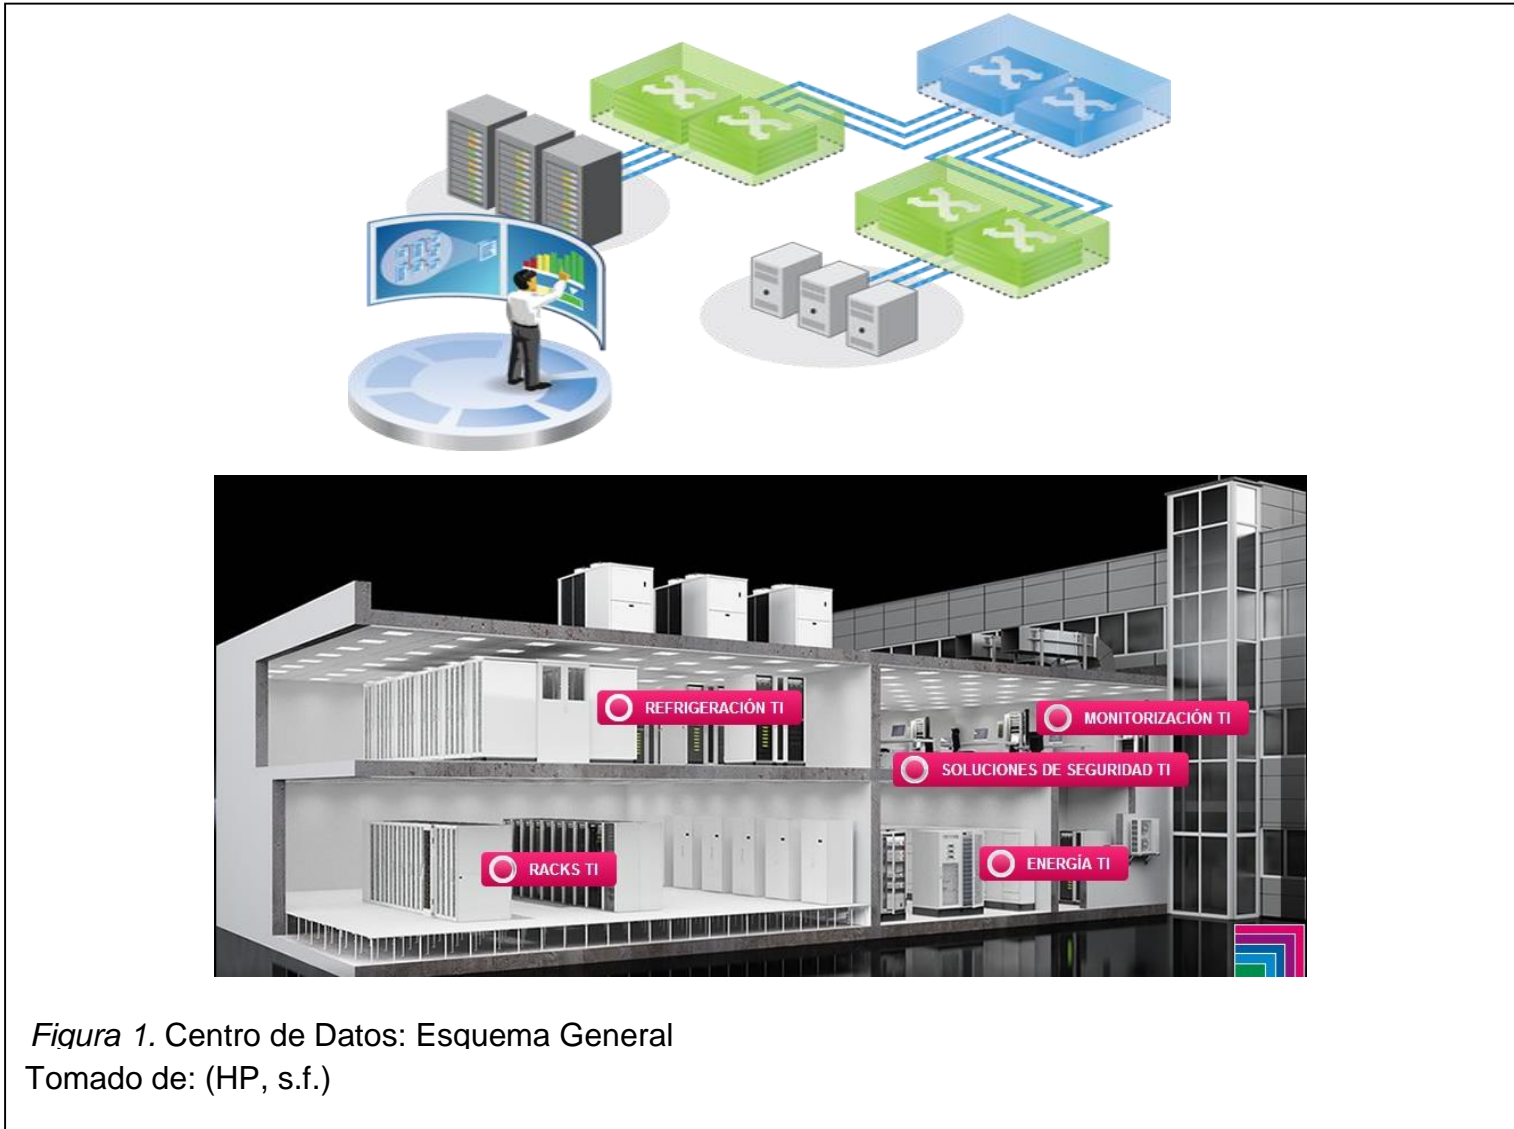 REFRIGERACIÓN TI
MONITORIZACIÓN TI
SOLUCIONES DE SEGURIDAD TI
RACKS TI
ENERGÍA TI
Figura 1. Centro de Datos: Esquema General
Tomado de: (HP, s.f.)